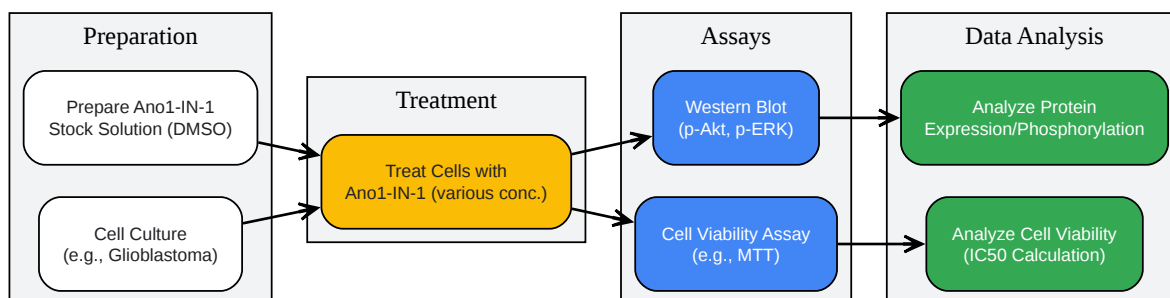 Preparation
Prepare Ano1-IN-1
Stock Solution (DMSO)
Cell Culture
(e.g., Glioblastoma)
Treatment
Treat Cells with
Ano1-IN-1 (various conc.)
Assays
Western Blot
(p-Akt, p-ERK)
Cell Viability Assay
(e.g., MTT)
Data Analysis
Analyze Protein
Expression/Phosphorylation
Analyze Cell Viability
(IC50 Calculation)